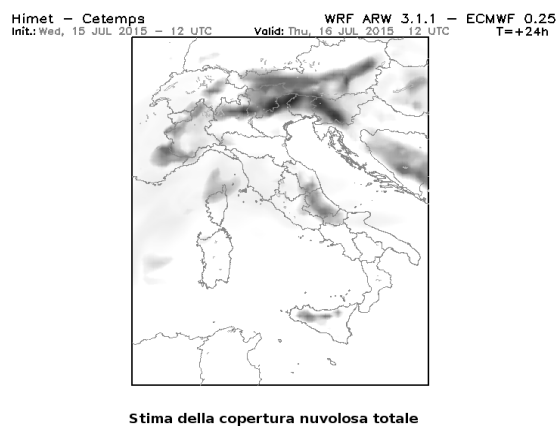 Himet – Cetemps WRF ARW 3.1.1 – ECMWF 0.25
Init.: Wed, 15 JUL 2015 – 12 UTC Valid: Thu, 16 JUL 2015 12 UTC T=+24h
Stima della copertura nuvolosa totale